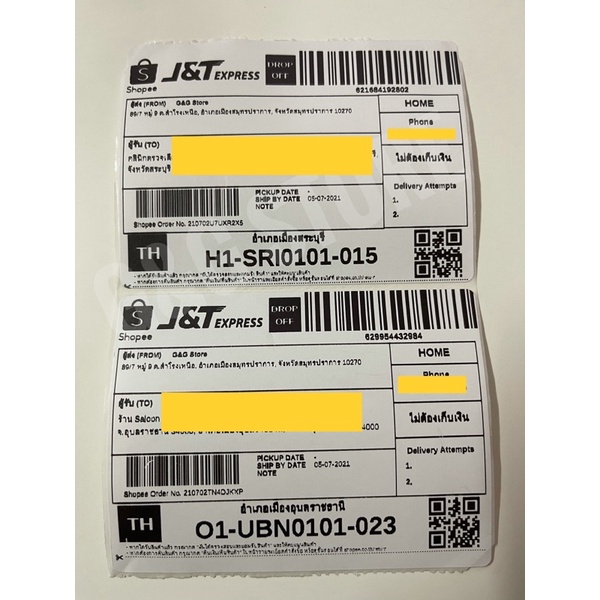 Shopee
J&T EXPRESS
DROP OFF
621684192802
ผู้ส่ง (FROM) G&G Store
89/7 หมู่ 9 ต.สำโรงเหนือ, อำเภอเมืองสมุทรปราการ, จังหวัดสมุทรปราการ 10270
HOME
Phone
ผู้รับ (TO)
จังหวัดสระบุรี
ไม่ต้องเก็บเงิน
Delivery Attempts
1.
2.
PICKUP DATE -
SHIP BY DATE 05-07-2021
NOTE
Shopee Order No. 210702U7UXR2X5
อำเภอเมืองสระบุรี
TH
H1-SRI0101-015
Shopee
J&T EXPRESS
DROP OFF
629954432984
ผู้ส่ง (FROM) G&G Store
89/7 หมู่ 9 ต.สำโรงเหนือ, อำเภอเมืองสมุทรปราการ, จังหวัดสมุทรปราการ 10270
HOME
Phone
ผู้รับ (TO)
ร้าน Saloon
ไม่ต้องเก็บเงิน
Delivery Attempts
1.
2.
PICKUP DATE -
SHIP BY DATE 05-07-2021
NOTE
Shopee Order No. 210702TN4DJKYP
อำเภอเมืองอุบลราชธานี
TH
O1-UBN0101-023